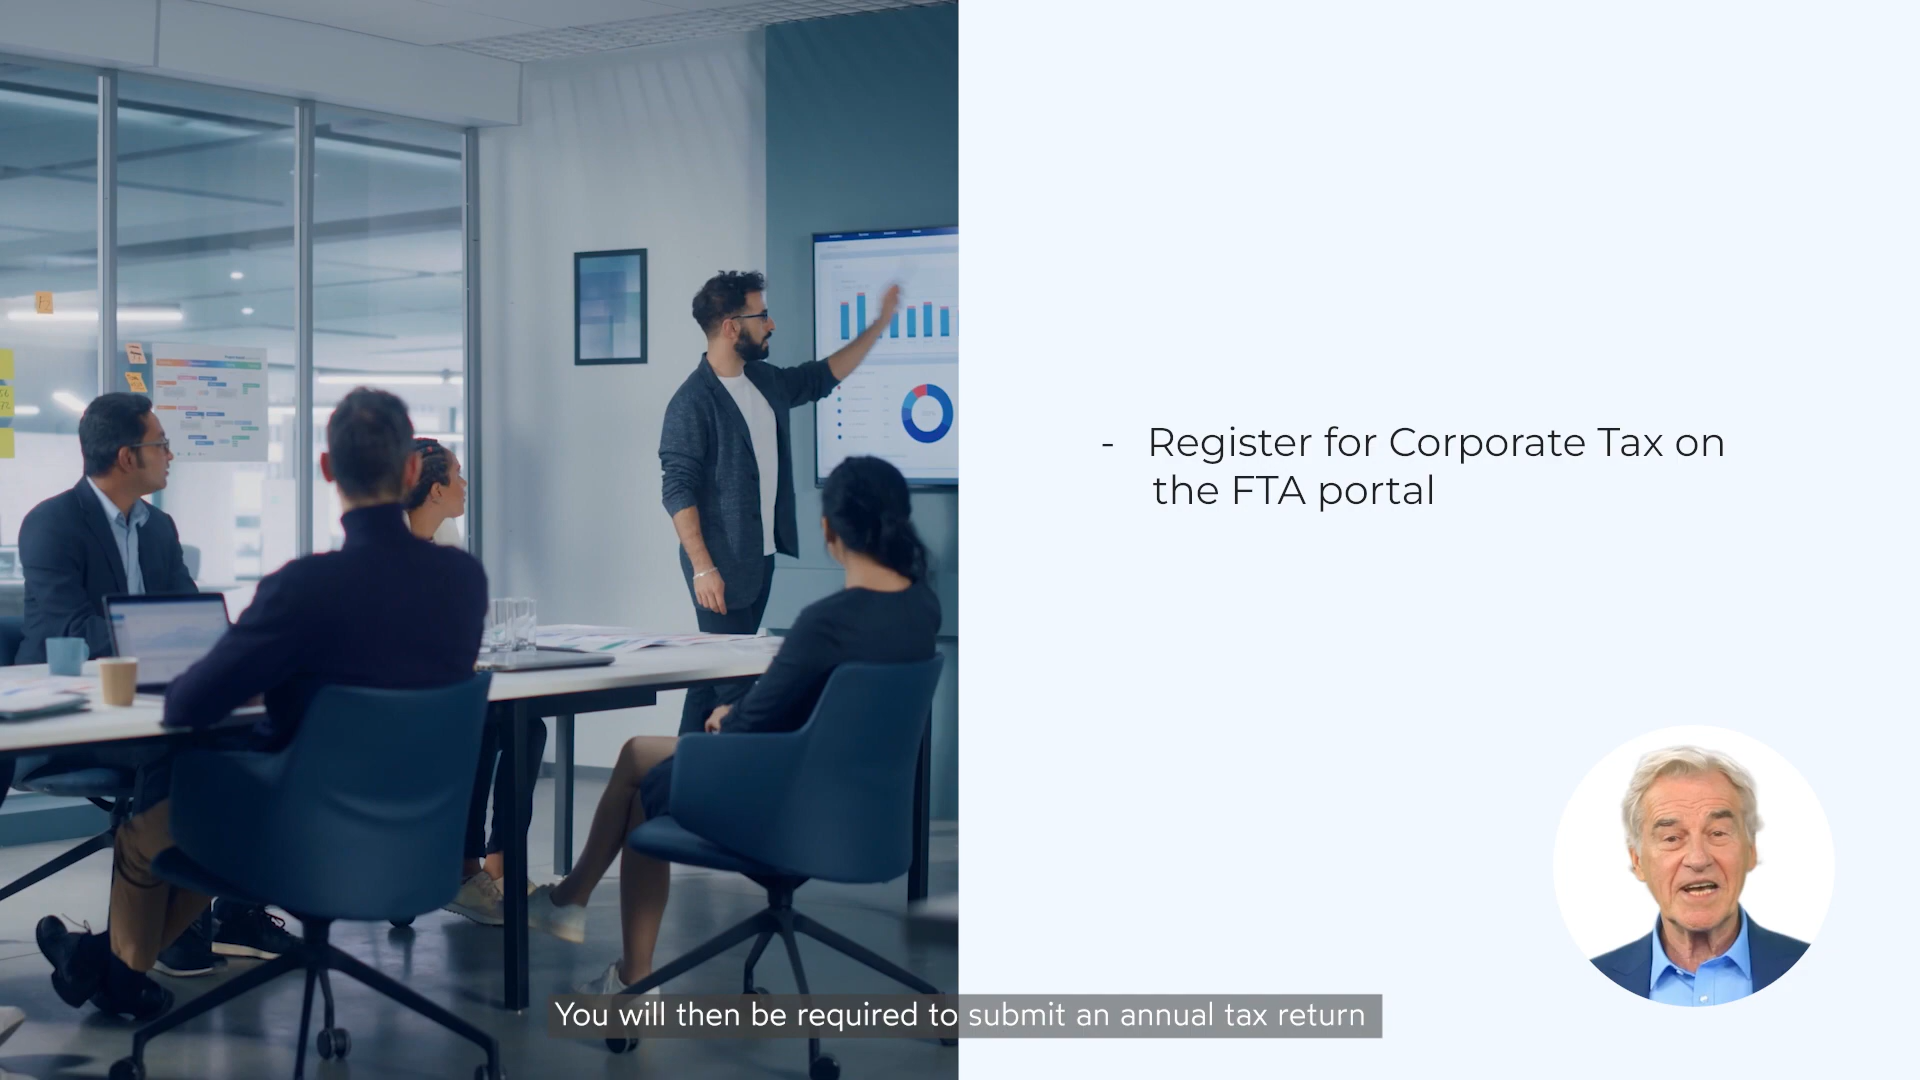 - Register for Corporate Tax on
the FTA portal
You will then be required to submit an annual tax return